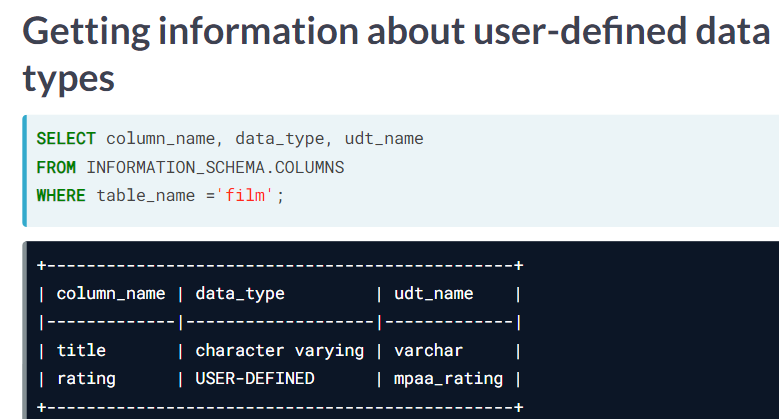 Getting information about user-defined data
types
SELECT column_name, data_type, udt_name
FROM INFORMATION_SCHEMA.COLUMNS
WHERE table_name ='film';
+-----------------------------------------------+
| column_name | data_type         | udt_name    |
|-------------|-------------------|-------------|
| title       | character varying | varchar     |
| rating      | USER-DEFINED      | mpaa_rating |
+-----------------------------------------------+